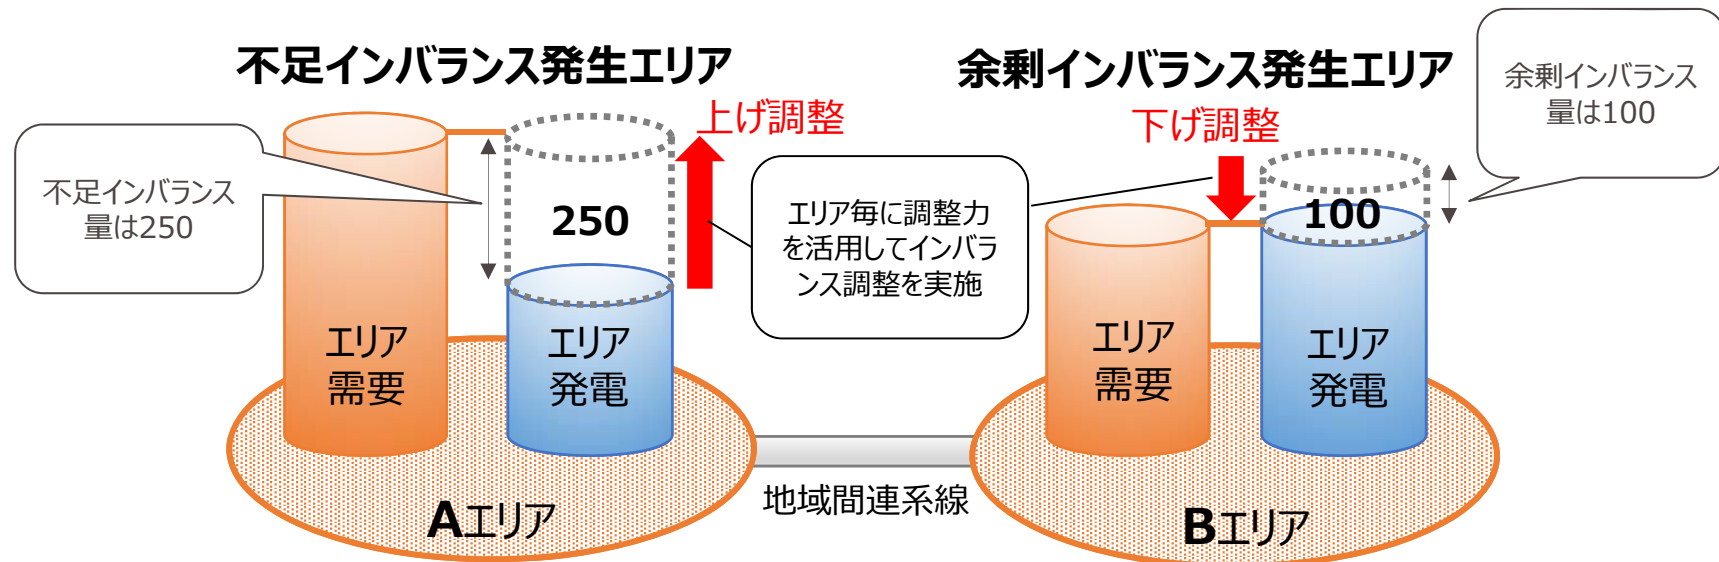 不足インバランス発生エリア
余剰インバランス発生エリア
余剰インバランス
量は100
上げ調整
下げ調整
不足インバランス
量は250
250
エリア毎に調整力
を活用してインバラ
ンス調整を実施
100
エリア
需要
エリア
発電
エリア
需要
エリア
発電
地域間連系線
Aエリア
Bエリア